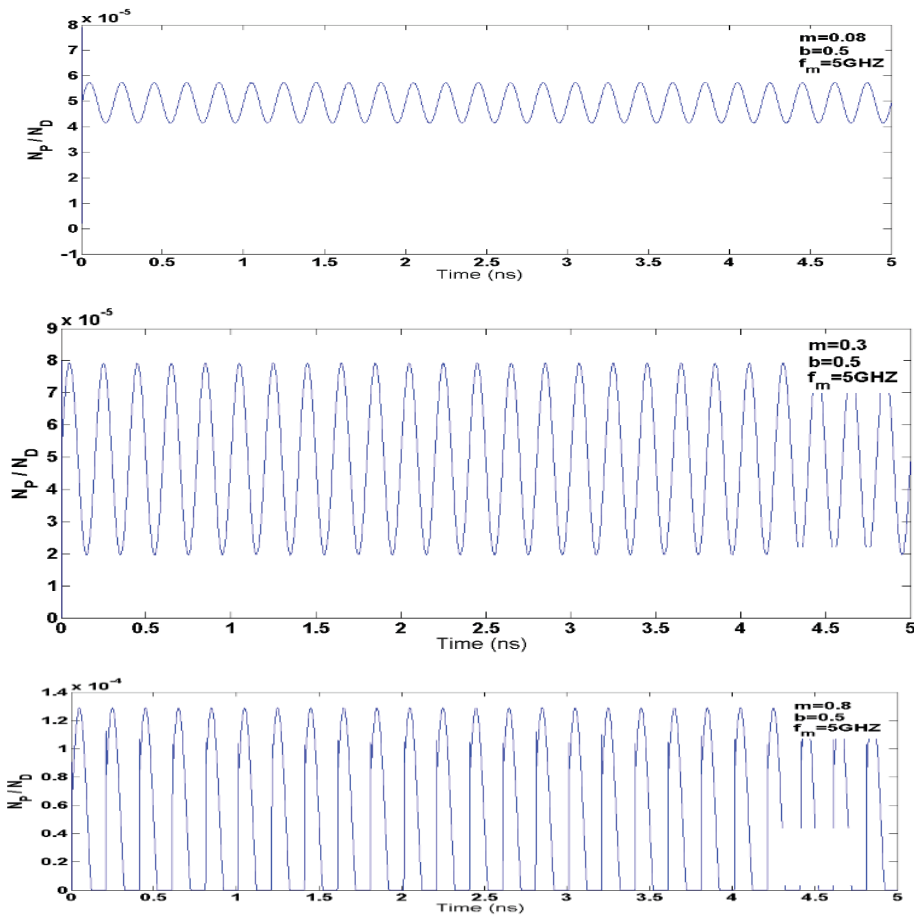 8 x 10⁻⁵
m=0.08
b=0.5
f_m=5GHZ
7
6
5
4
3
2
1
0
-1
N_P / N_D
0 0.5 1 1.5 2 2.5 3 3.5 4 4.5 5
Time (ns)
9 x 10⁻⁵
m=0.3
b=0.5
f_m=5GHZ
8
7
6
5
4
3
2
1
0
N_P / N_D
0 0.5 1 1.5 2 2.5 3 3.5 4 4.5 5
Time (ns)
1.4 x 10⁻⁴
m=0.8
b=0.5
f_m=5GHZ
1.2
1
0.8
0.6
0.4
0.2
0
N_P / N_D
0 0.5 1 1.5 2 2.5 3 3.5 4 4.5 5
Time (ns)